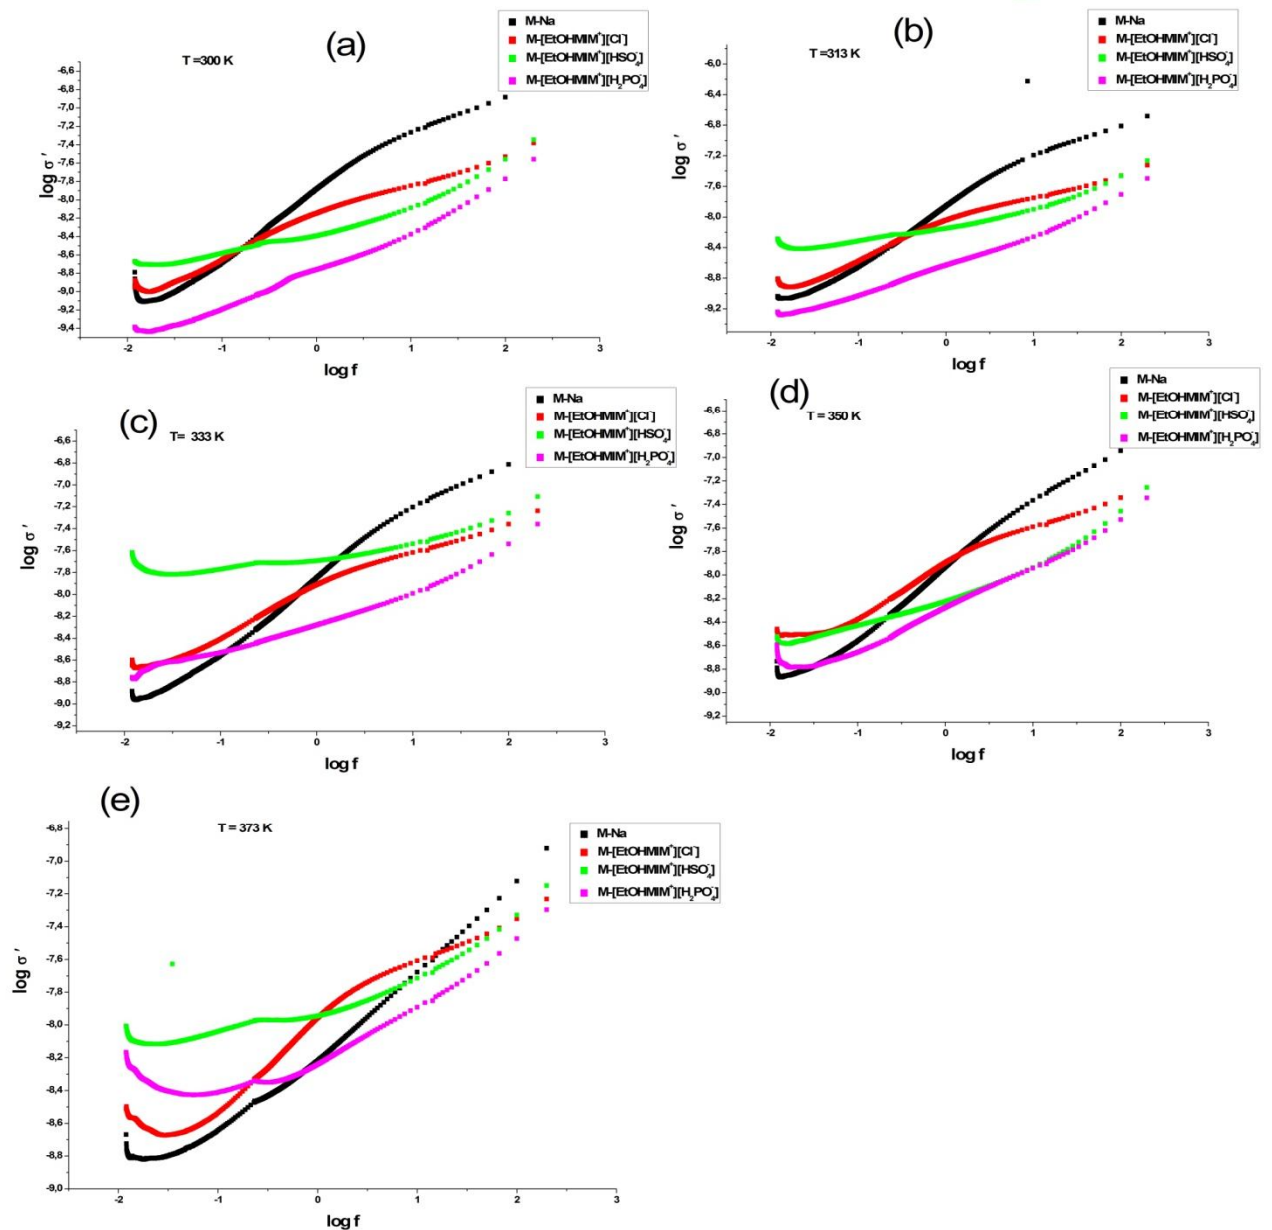 (a)
T =300 K
M-Na
M-[EtOHMIM⁺][Cl⁻]
M-[EtOHMIM⁺][HSO₄⁻]
M-[EtOHMIM⁺][H₂PO₄⁻]
log σ ′
-6,6
-6,8
-7,0
-7,2
-7,4
-7,6
-7,8
-8,0
-8,2
-8,4
-8,6
-8,8
-9,0
-9,2
-9,4
-2 -1 0 1 2 3
log f
(b)
T =313 K
M-Na
M-[EtOHMIM⁺][Cl⁻]
M-[EtOHMIM⁺][HSO₄⁻]
M-[EtOHMIM⁺][H₂PO₄⁻]
log σ ′
-6,0
-6,4
-6,8
-7,2
-7,6
-8,0
-8,4
-8,8
-9,2
-2 -1 0 1 2 3
log f
(c)
T= 333 K
M-Na
M-[EtOHMIM⁺][Cl⁻]
M-[EtOHMIM⁺][HSO₄⁻]
M-[EtOHMIM⁺][H₂PO₄⁻]
log σ ′
-6,6
-6,8
-7,0
-7,2
-7,4
-7,6
-7,8
-8,0
-8,2
-8,4
-8,6
-8,8
-9,0
-9,2
-2 -1 0 1 2 3
log f
(d)
T = 350 K
M-Na
M-[EtOHMIM⁺][Cl⁻]
M-[EtOHMIM⁺][HSO₄⁻]
M-[EtOHMIM⁺][H₂PO₄⁻]
log σ ′
-6,6
-6,8
-7,0
-7,2
-7,4
-7,6
-7,8
-8,0
-8,2
-8,4
-8,6
-8,8
-9,0
-9,2
-2 -1 0 1 2 3
log f
(e)
T = 373 K
M-Na
M-[EtOHMIM⁺][Cl⁻]
M-[EtOHMIM⁺][HSO₄⁻]
M-[EtOHMIM⁺][H₂PO₄⁻]
log σ ′
-6,8
-7,0
-7,2
-7,4
-7,6
-7,8
-8,0
-8,2
-8,4
-8,6
-8,8
-9,0
-2 -1 0 1 2 3
log f